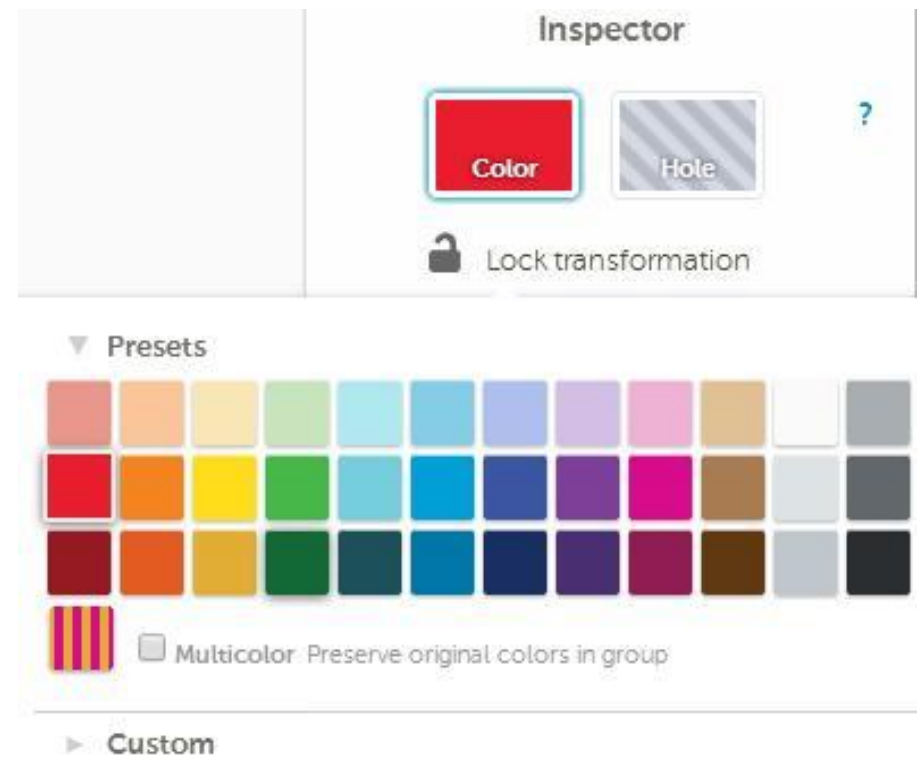 Inspector
Color Hole ?
Lock transformation
Presets
Multicolor Preserve original colors in group
Custom